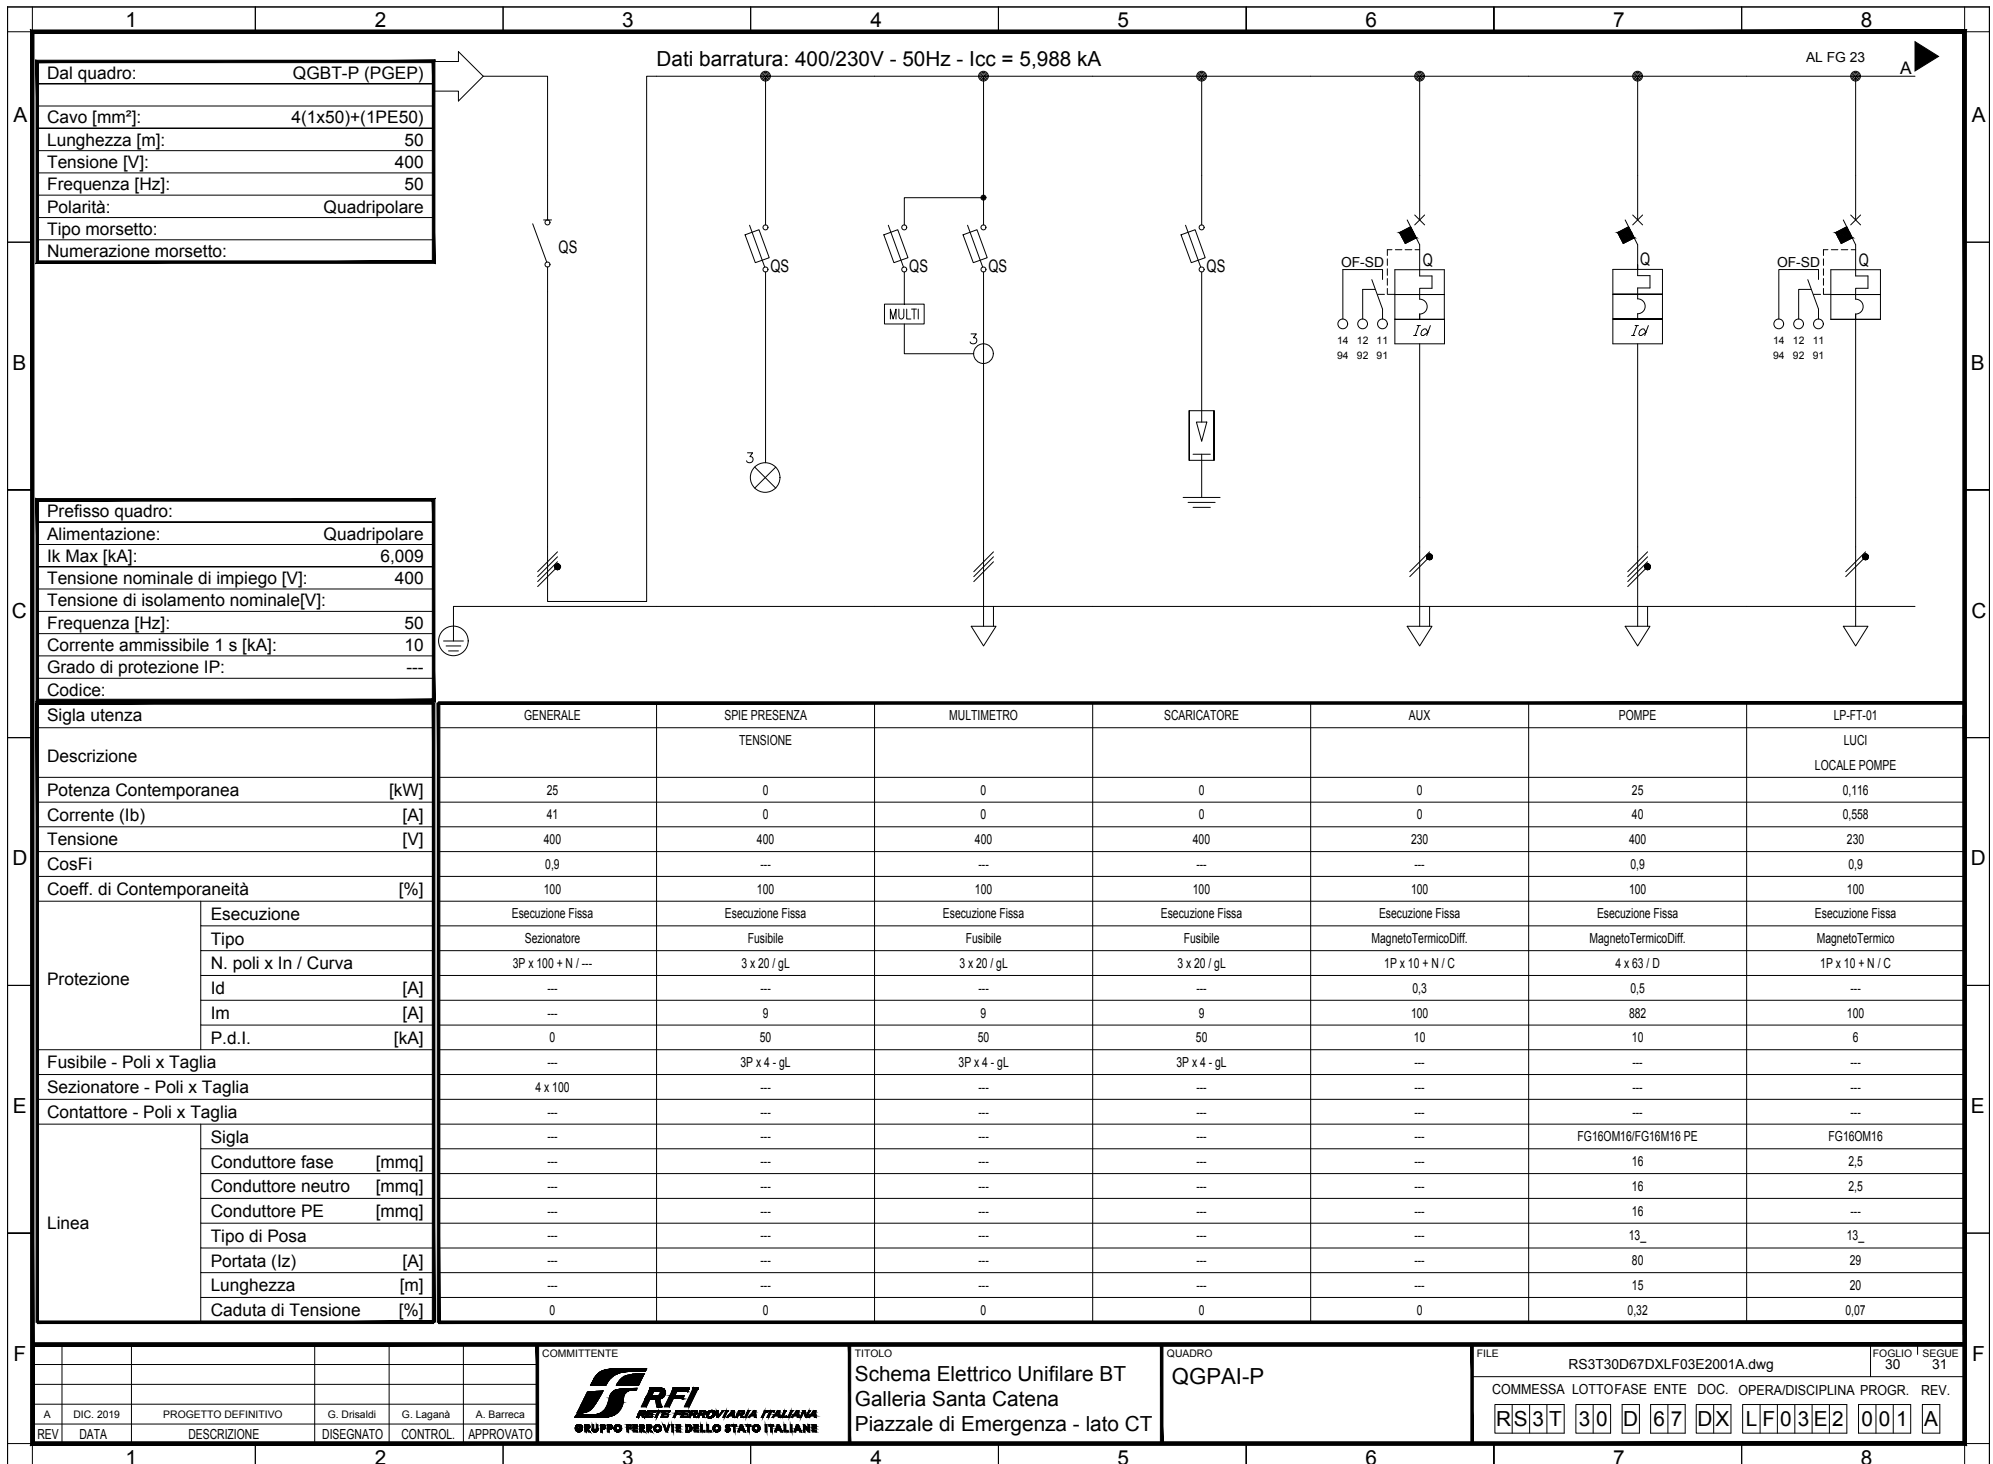 1 2 3 4 5 6 7 8
Dati barratura: 400/230V - 50Hz - Icc = 5,988 kA
AL FG 23
A
Dal quadro: QGBT-P (PGEP)
Cavo [mm²]: 4(1x50)+(1PE50)
Lunghezza [m]: 50
Tensione [V]: 400
Frequenza [Hz]: 50
Polarità: Quadripolare
Tipo morsetto:
Numerazione morsetto:
A A
QS QS QS QS QS
OF-SD Q Q OF-SD Q
MULTI
Id Id
3
14 12 11 14 12 11
94 92 91 94 92 91
B B
3
Prefisso quadro:
Alimentazione: Quadripolare
Ik Max [kA]: 6,009
Tensione nominale di impiego [V]: 400
Tensione di isolamento nominale[V]:
Frequenza [Hz]: 50
Corrente ammissibile 1 s [kA]: 10
Grado di protezione IP: ---
Codice:
C C
Sigla utenza GENERALE SPIE PRESENZA MULTIMETRO SCARICATORE AUX POMPE LP-FT-01
Descrizione TENSIONE LUCI
LOCALE POMPE
Potenza Contemporanea [kW] 25 0 0 0 0 25 0,116
Corrente (Ib) [A] 41 0 0 0 0 40 0,558
Tensione [V] 400 400 400 400 230 400 230
CosFi 0,9 --- --- --- --- 0,9 0,9
D D
Coeff. di Contemporaneità [%] 100 100 100 100 100 100 100
Protezione
Esecuzione Esecuzione Fissa Esecuzione Fissa Esecuzione Fissa Esecuzione Fissa Esecuzione Fissa Esecuzione Fissa Esecuzione Fissa
Tipo Sezionatore Fusibile Fusibile Fusibile MagnetoTermicoDiff. MagnetoTermicoDiff. MagnetoTermico
N. poli x In / Curva 3P x 100 + N / --- 3 x 20 / gL 3 x 20 / gL 3 x 20 / gL 1P x 10 + N / C 4 x 63 / D 1P x 10 + N / C
Id [A] --- --- --- --- 0,3 0,5 ---
Im [A] --- 9 9 9 100 882 100
P.d.I. [kA] 0 50 50 50 10 10 6
Fusibile - Poli x Taglia --- 3P x 4 - gL 3P x 4 - gL 3P x 4 - gL --- --- ---
Sezionatore - Poli x Taglia 4 x 100 --- --- --- --- --- ---
Contattore - Poli x Taglia --- --- --- --- --- --- ---
E E
Linea
Sigla --- --- --- --- --- FG16OM16/FG16M16 PE FG16OM16
Conduttore fase [mmq] --- --- --- --- --- 16 2,5
Conduttore neutro [mmq] --- --- --- --- --- 16 2,5
Conduttore PE [mmq] --- --- --- --- --- 16 ---
Tipo di Posa --- --- --- --- --- 13_ 13_
Portata (Iz) [A] --- --- --- --- --- 80 29
Lunghezza [m] --- --- --- --- --- 15 20
Caduta di Tensione [%] 0 0 0 0 0 0,32 0,07
F F
A DIC. 2019 PROGETTO DEFINITIVO G. Drisaldi G. Laganà A. Barreca
REV DATA DESCRIZIONE DISEGNATO CONTROL. APPROVATO
COMMITTENTE
RFI
RETE FERROVIARIA ITALIANA
GRUPPO FERROVIE DELLO STATO ITALIANE
TITOLO
Schema Elettrico Unifilare BT
Galleria Santa Catena
Piazzale di Emergenza - lato CT
QUADRO
QGPAI-P
FILE RS3T30D67DXLF03E2001A.dwg
FOGLIO SEGUE
30 31
COMMESSA LOTTO FASE ENTE DOC. OPERA/DISCIPLINA PROGR. REV.
RS3T 30 D 67 DX LF03E2 001 A
1 2 3 4 5 6 7 8